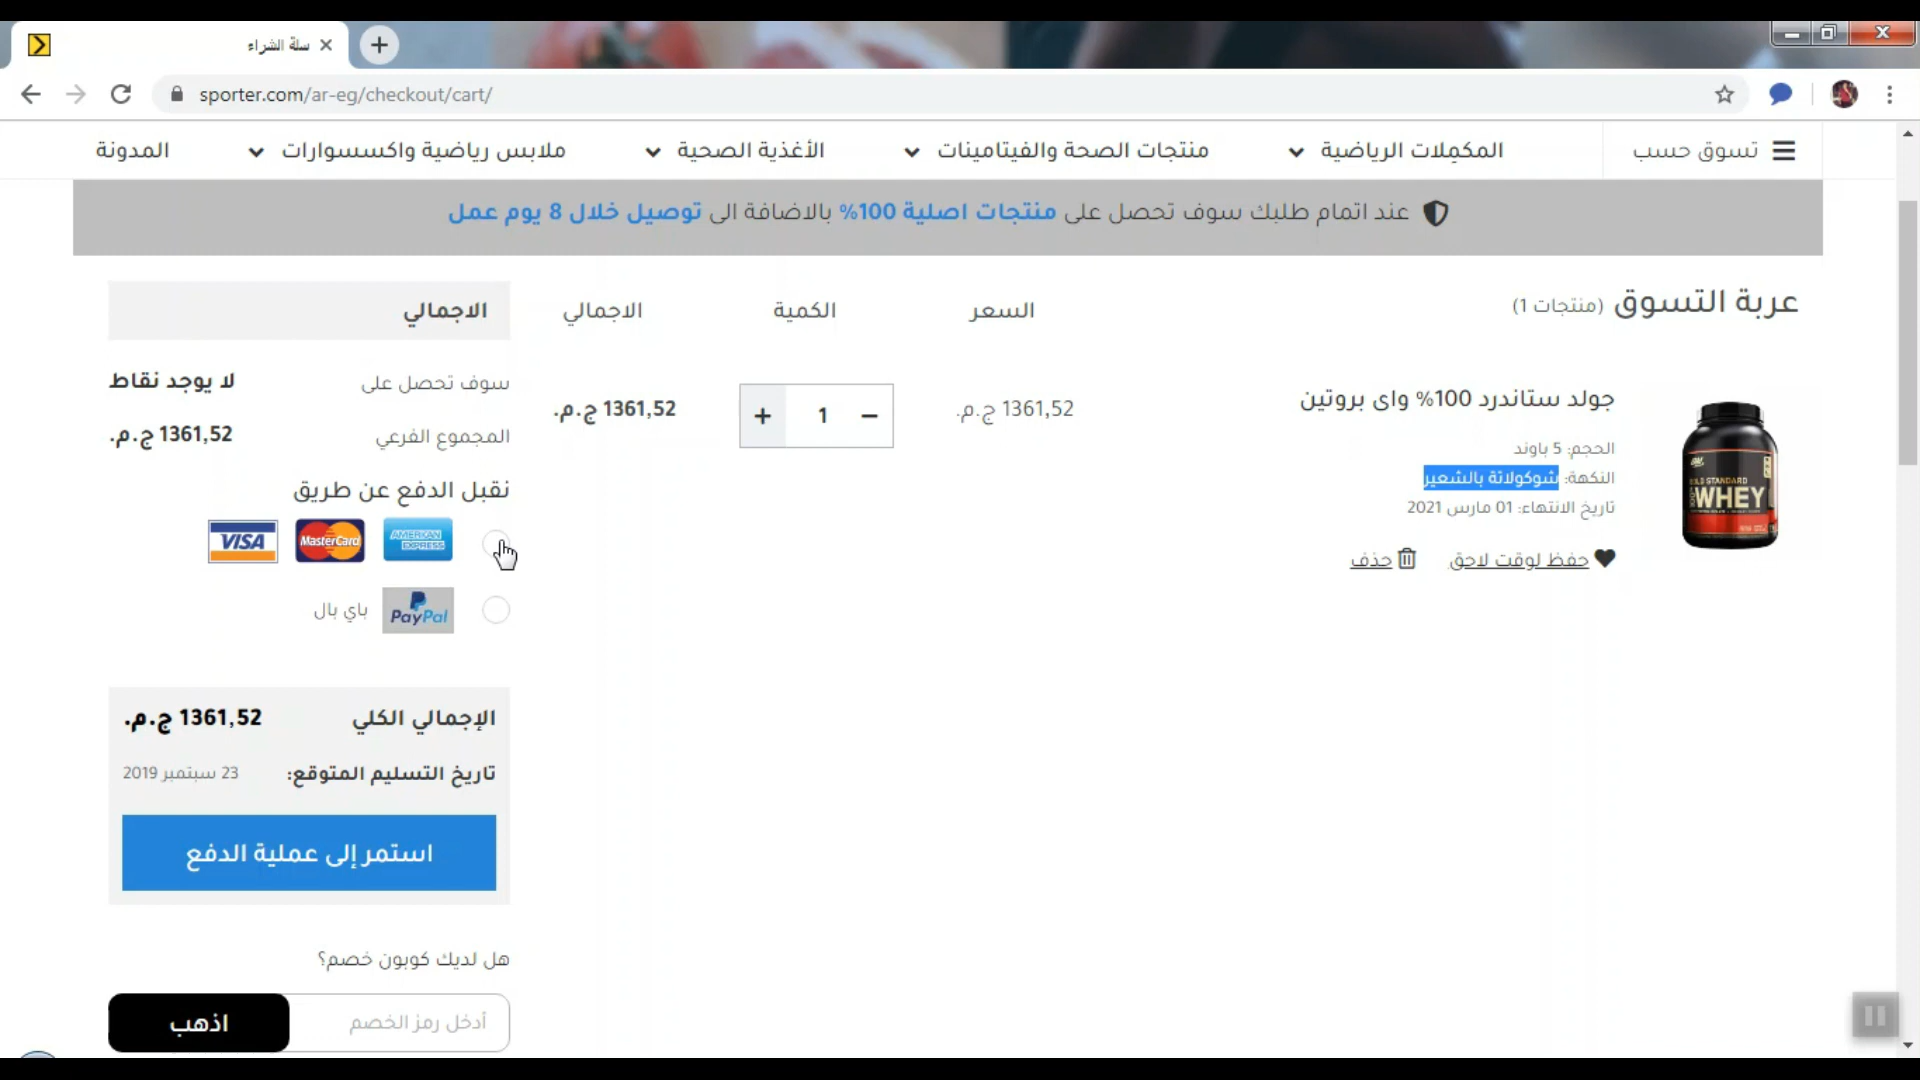 سلة الشراء
sporter.com/ar-eg/checkout/cart/
تسوق حسب
المكملات الرياضية
منتجات الصحة والفيتامينات
الأغذية الصحية
ملابس رياضية واكسسوارات
المدونة
عند اتمام طلبك سوف تحصل على منتجات اصلية 100% بالاضافة الى توصيل خلال 8 يوم عمل
عربة التسوق (منتجات 1)
السعر
الكمية
الاجمالي
جولد ستاندرد 100% واى بروتين
الحجم: 5 باوند
النكهة: شوكولاتة بالشعير
تاريخ الانتهاء: 01 مارس 2021
حفظ لوقت لاحق
حذف
GOLD STANDARD
WHEY
1361,52 ج.م.
+ 1 −
1361,52 ج.م.
الاجمالي
سوف تحصل على لا يوجد نقاط
المجموع الفرعي 1361,52 ج.م.
نقبل الدفع عن طريق
AMERICAN EXPRESS
MasterCard
VISA
PayPal
باي بال
الإجمالي الكلي 1361,52 ج.م.
تاريخ التسليم المتوقع: 23 سبتمبر 2019
استمر إلى عملية الدفع
هل لديك كوبون خصم؟
أدخل رمز الخصم
اذهب